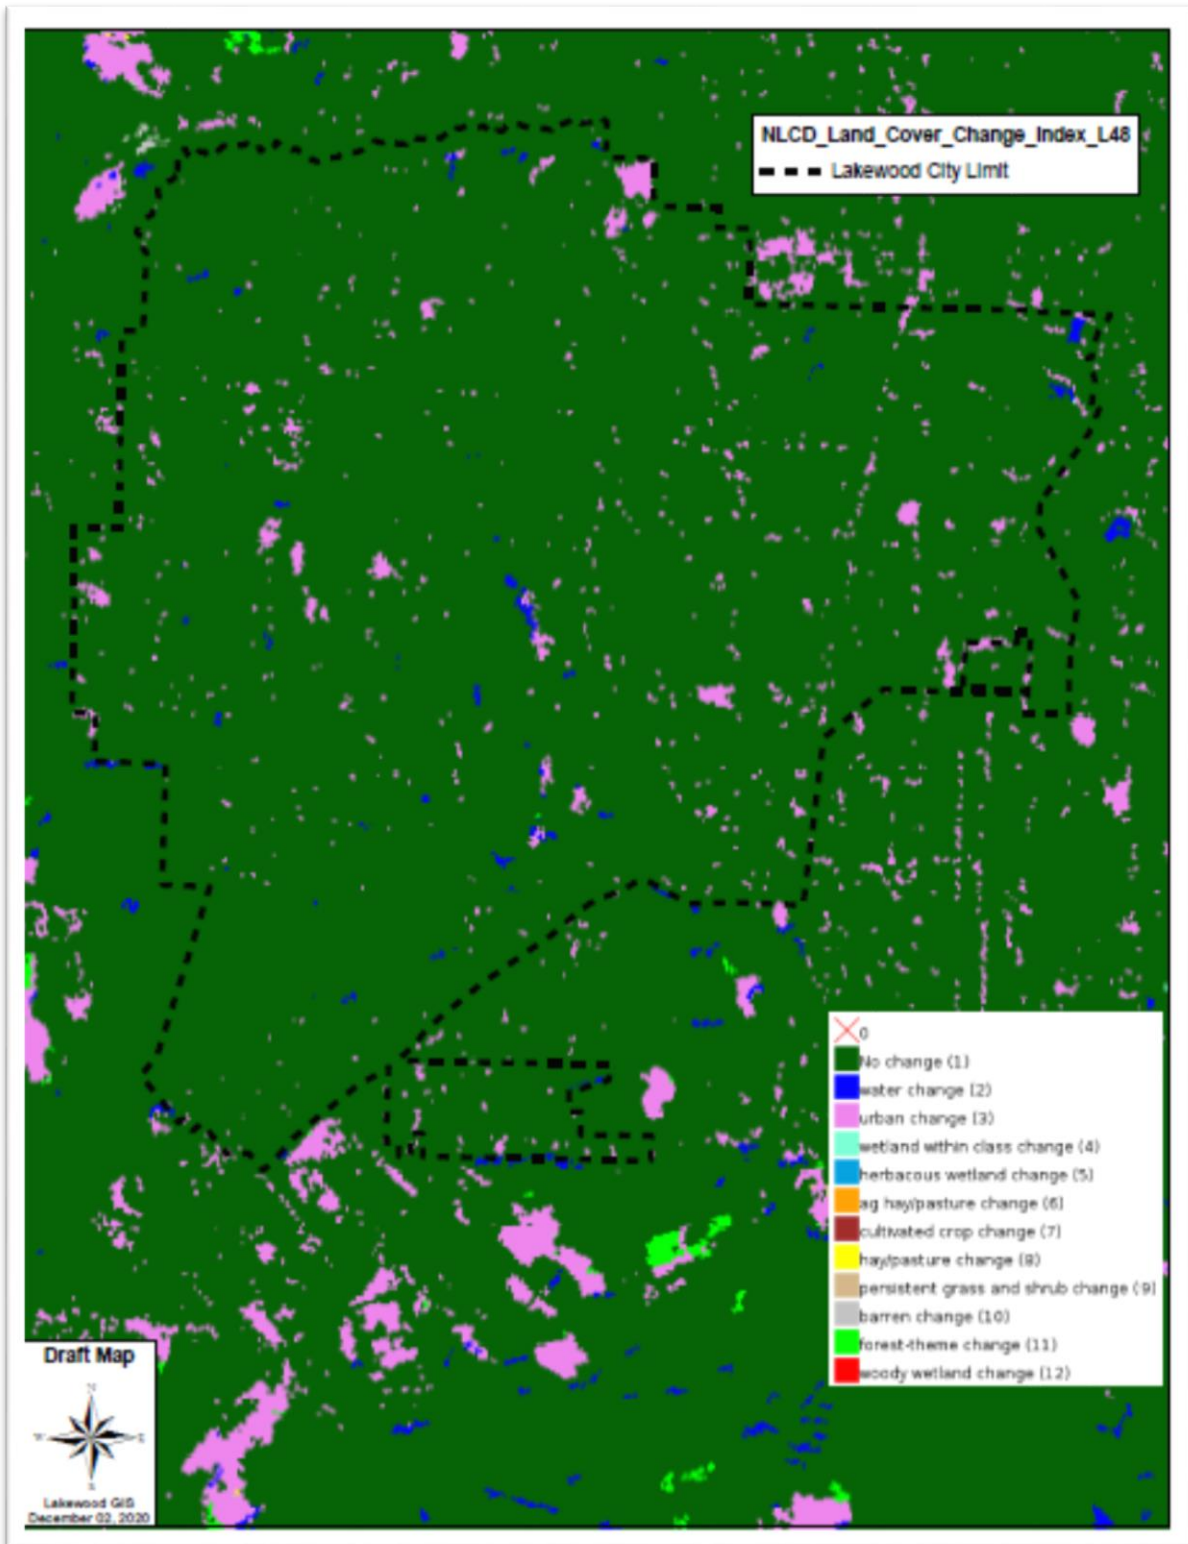 NLCD_Land_Cover_Change_Index_L48
Lakewood City Limit
0
No change (1)
water change (2)
urban change (3)
wetland within class change (4)
herbacous wetland change (5)
ag hay/pasture change (6)
cultivated crop change (7)
hay/pasture change (8)
persistent grass and shrub change (9)
barren change (10)
forest-theme change (11)
woody wetland change (12)
Draft Map
N
W E
S
Lakewood GIS
December 02, 2020